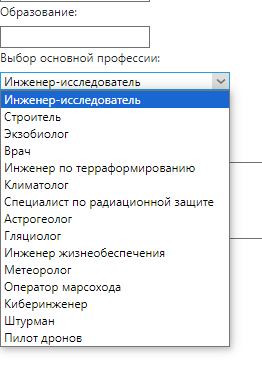 Образование:
Выбор основной профессии:
Инженер-исследователь
Инженер-исследователь
Строитель
Экзобиолог
Врач
Инженер по терраформированию
Климатолог
Специалист по радиационной защите
Астрогеолог
Гляциолог
Инженер жизнеобеспечения
Метеоролог
Оператор марсохода
Киберинженер
Штурман
Пилот дронов